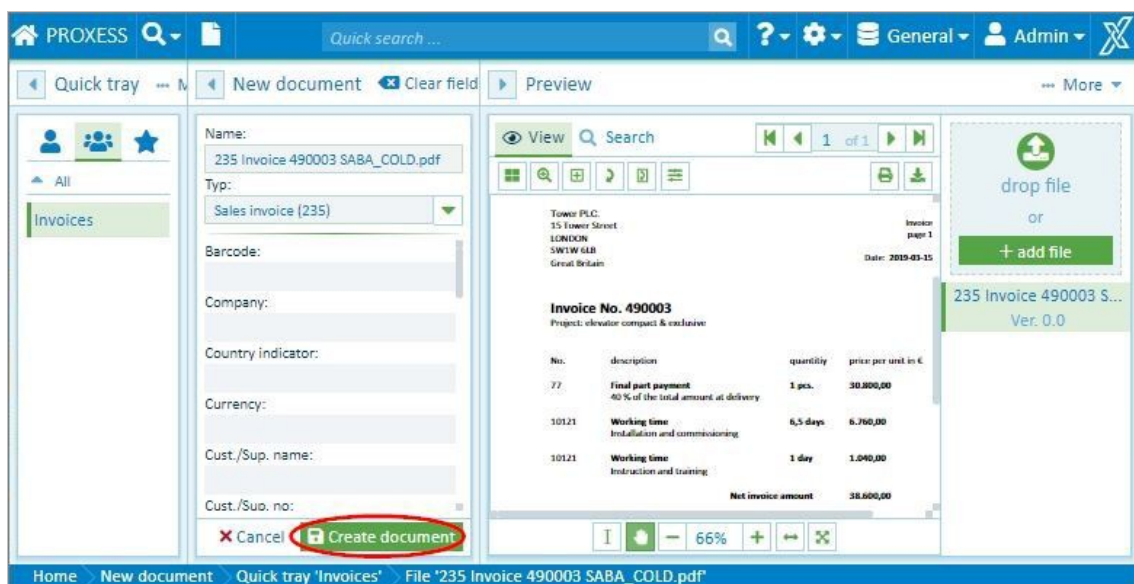 PROXESS
Quick search ...
? General Admin
Quick tray ... M
New document Clear field
Preview
... More
All
Invoices
Name:
235 Invoice 490003 SABA_COLD.pdf
Typ:
Sales invoice (235)
Barcode:
Company:
Country indicator:
Currency:
Cust./Sup. name:
Cust./Sup. no:
Cancel Create document
View Search
1 of 1
Tower PLC.
15 Tower Street
LONDON
SW1W 6LB
Great Britain
Invoice
page 1
Date: 2019-03-15
Invoice No. 490003
Project: elevator compact & exclusive
No. description quantitiy price per unit in €
77 Final part payment 1 pcs. 30.800,00
40 % of the total amount at delivery
10121 Working time 6,5 days 6.760,00
Installation and commissioning
10121 Working time 1 day 1.040,00
Instruction and training
Net invoice amount 38.600,00
66%
drop file
or
+ add file
235 Invoice 490003 S...
Ver. 0.0
Home New document Quick tray 'Invoices' File '235 Invoice 490003 SABA_COLD.pdf'